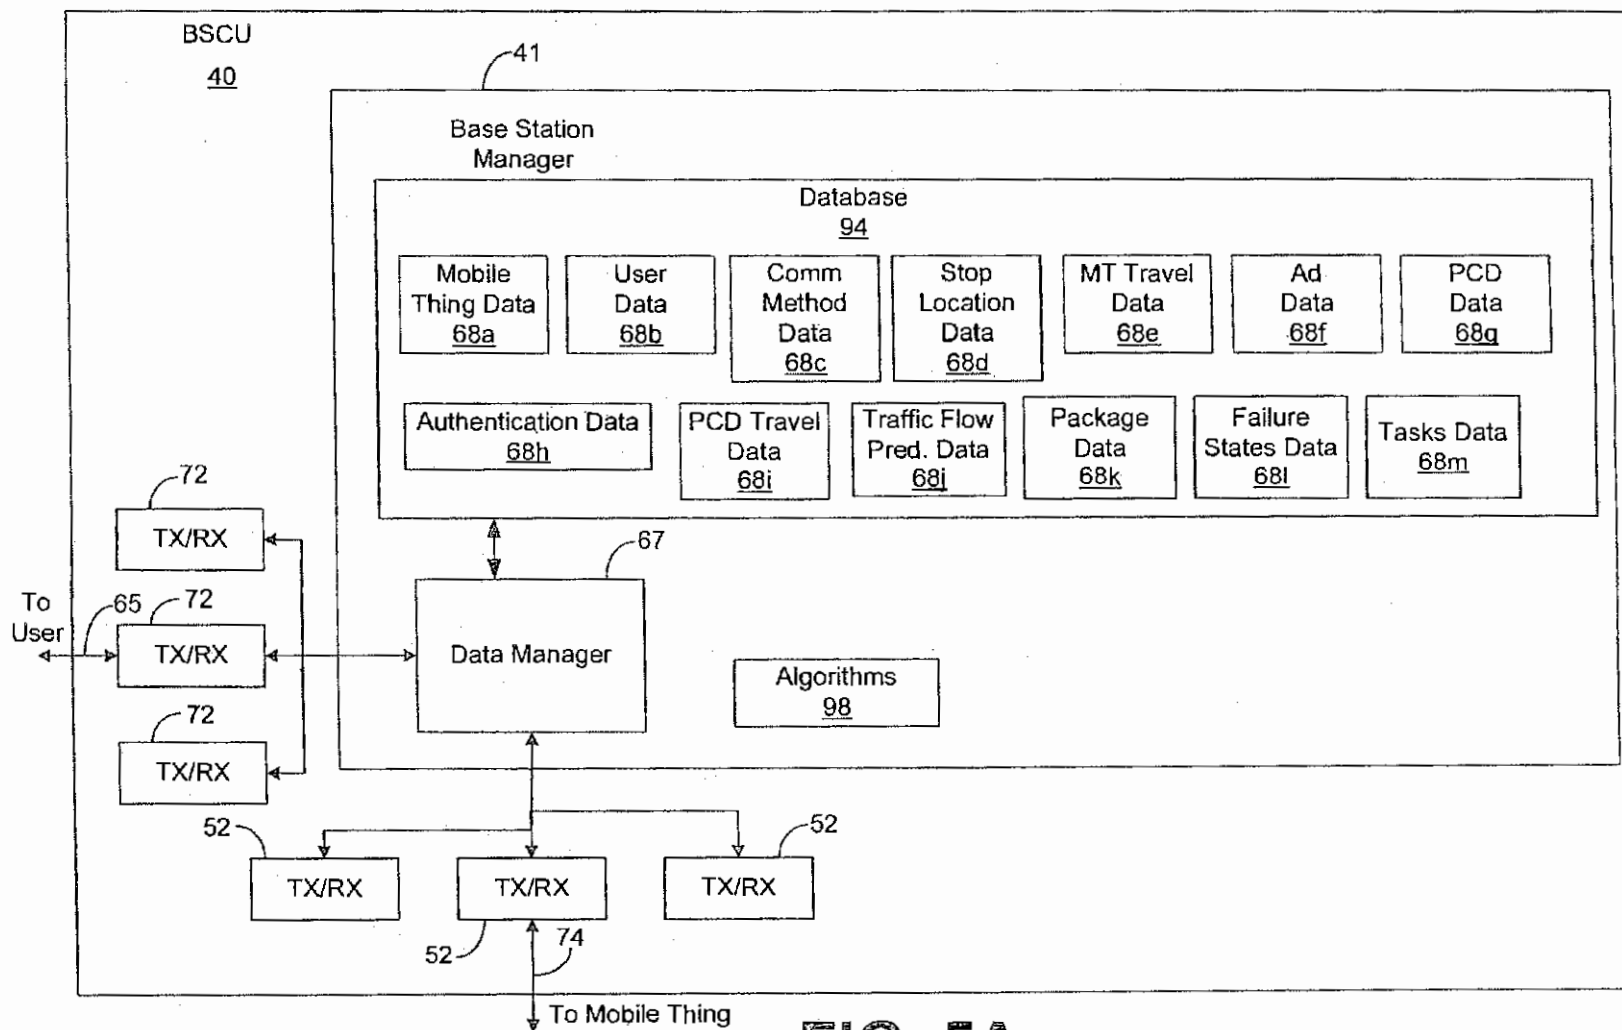 BSCU
40
41
Base Station
Manager
Database
94
Mobile
Thing Data
68a
User
Data
68b
Comm
Method
Data
68c
Stop
Location
Data
68d
MT Travel
Data
68e
Ad
Data
68f
PCD
Data
68g
Authentication Data
68h
PCD Travel
Data
68i
Traffic Flow
Pred. Data
68j
Package
Data
68k
Failure
States Data
68l
Tasks Data
68m
72
TX/RX
67
To
User
65
72
TX/RX
Data Manager
Algorithms
98
72
TX/RX
52
TX/RX
TX/RX
52
52
TX/RX
74
To Mobile Thing
FIG. 5A